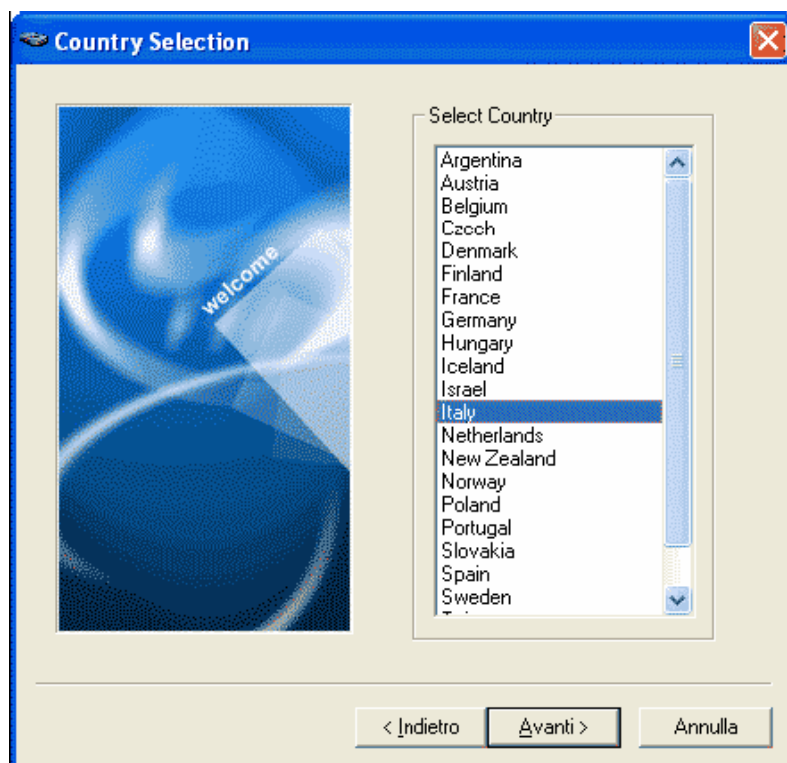 Country Selection
welcome
Select Country
Argentina
Austria
Belgium
Czech
Denmark
Finland
France
Germany
Hungary
Iceland
Israel
Italy
Netherlands
New Zealand
Norway
Poland
Portugal
Slovakia
Spain
Sweden
< Indietro
Avanti >
Annulla